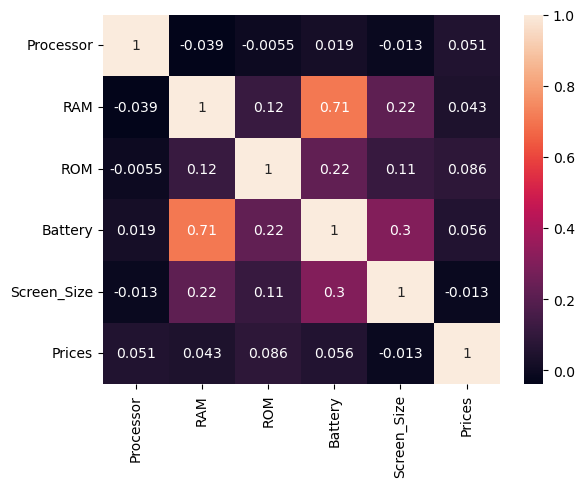 Processor 1 -0.039 -0.0055 0.019 -0.013 0.051
RAM -0.039 1 0.12 0.71 0.22 0.043
ROM -0.0055 0.12 1 0.22 0.11 0.086
Battery 0.019 0.71 0.22 1 0.3 0.056
Screen_Size -0.013 0.22 0.11 0.3 1 -0.013
Prices 0.051 0.043 0.086 0.056 -0.013 1
Processor RAM ROM Battery Screen_Size Prices
1.0
0.8
0.6
0.4
0.2
0.0